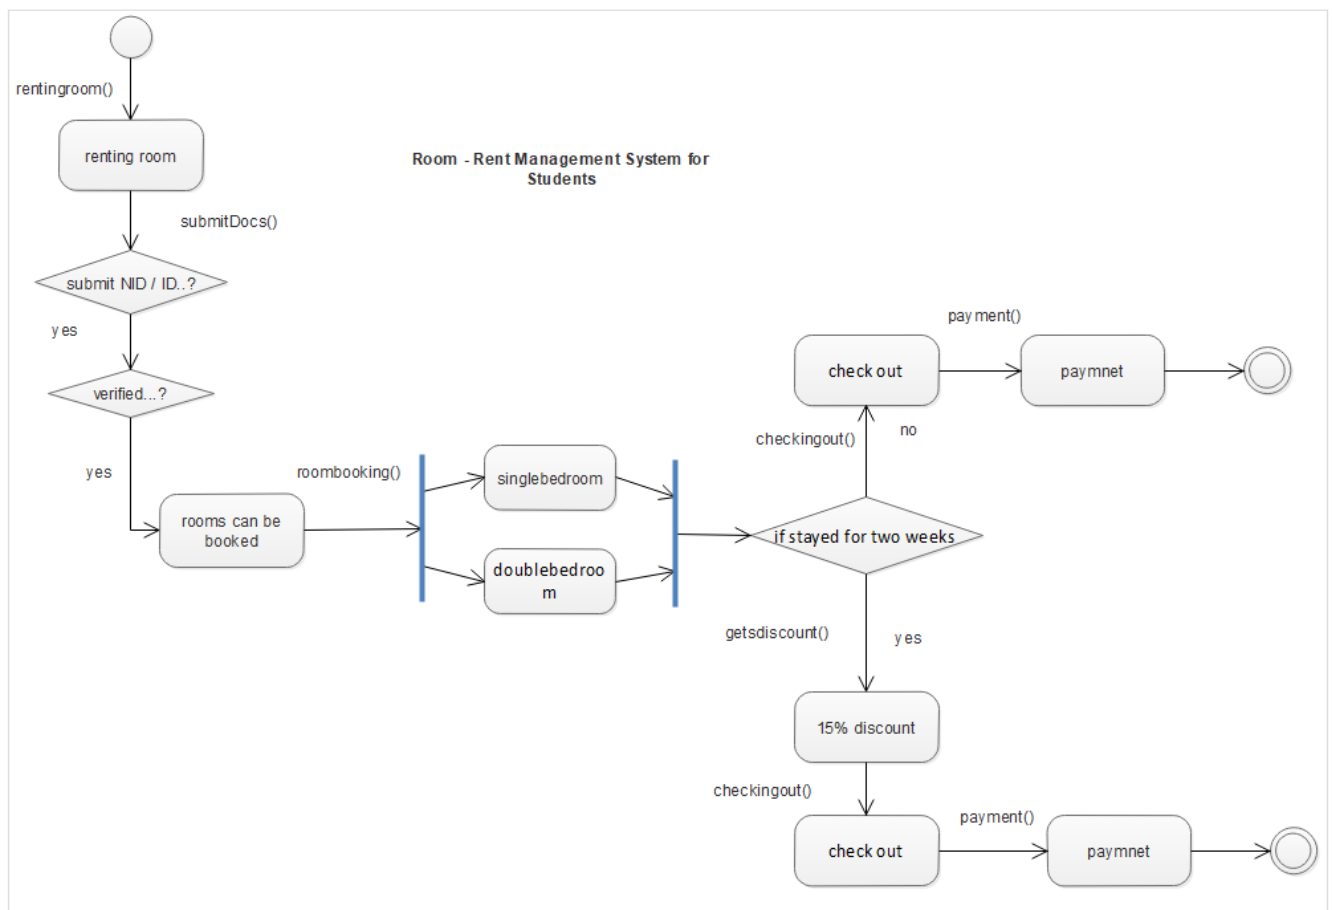 rentingroom()
renting room
Room - Rent Management System for
Students
submitDocs()
submit NID / ID..?
yes
verified...?
yes
rooms can be
booked
roombooking()
singlebedroom
doublebedroo
m
if stayed for two weeks
checkingout()
no
check out
payment()
paymnet
getsdiscount()
yes
15% discount
checkingout()
check out
payment()
paymnet